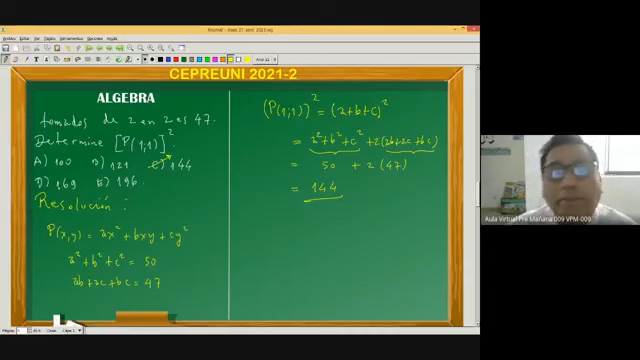 CEPREUNI 2021-2
ALGEBRA
tomados de 2 en 2 es 47.
Determine [P(1;1)]²
A) 100 B) 121 C) 144
D) 169 E) 196
Resolución:
P(x,y) = ax² + bxy + cy²
a² + b² + c² = 50
ab + ac + bc = 47
(P(1;1))² = (a+b+c)²
= a² + b² + c² + 2(ab+ac+bc)
= 50 + 2(47)
= 144
Aula Virtual Pre Mañana 009 VPM-009